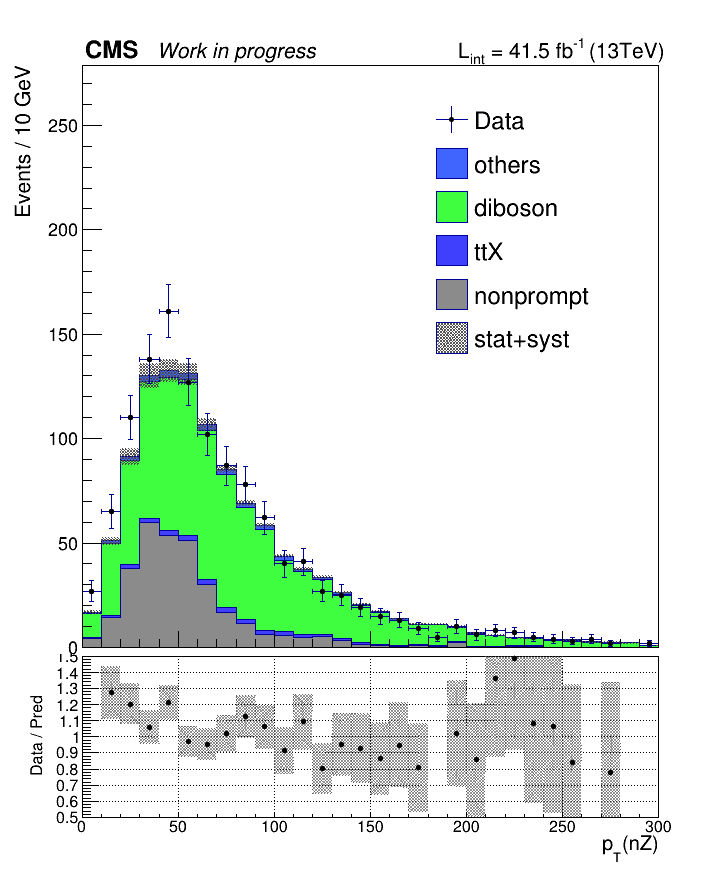 CMS Work in progress L_int = 41.5 fb^-1 (13TeV)
Events / 10 GeV
250
200
150
100
50
0
Data
others
diboson
ttX
nonprompt
stat+syst
Data / Pred
1.5
1.4
1.3
1.2
1.1
1
0.9
0.8
0.7
0.6
0.5
0 50 100 150 200 250 300
p_T(nZ)